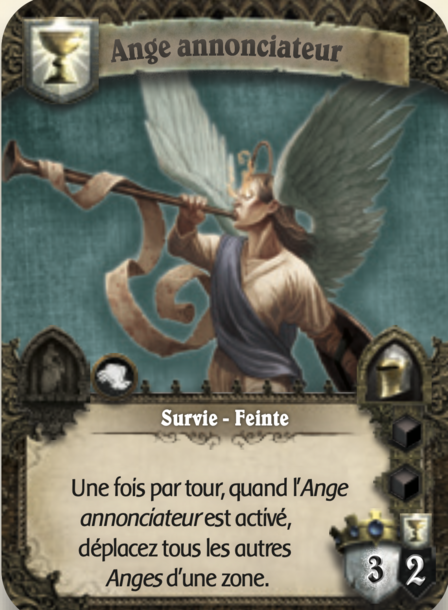 Ange annonciateur
Survie - Feinte
Une fois par tour, quand l'Ange
annonciateur est activé,
déplacez tous les autres
Anges d'une zone.
3 2